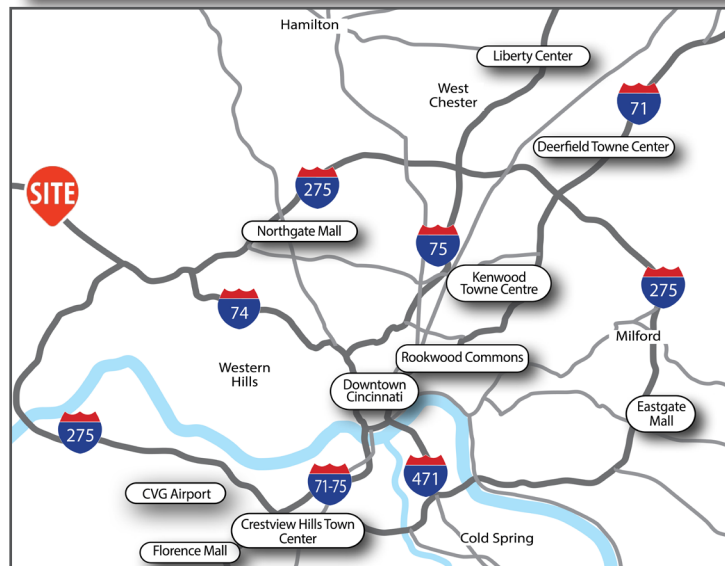 Hamilton
Liberty Center
West
Chester
71
Deerfield Towne Center
SITE
275
Northgate Mall
75
Kenwood
Towne Centre
275
74
Milford
Rookwood Commons
Western
Hills
Downtown
Cincinnati
Eastgate
Mall
275
471
71-75
CVG Airport
Crestview Hills Town
Center
Cold Spring
Florence Mall